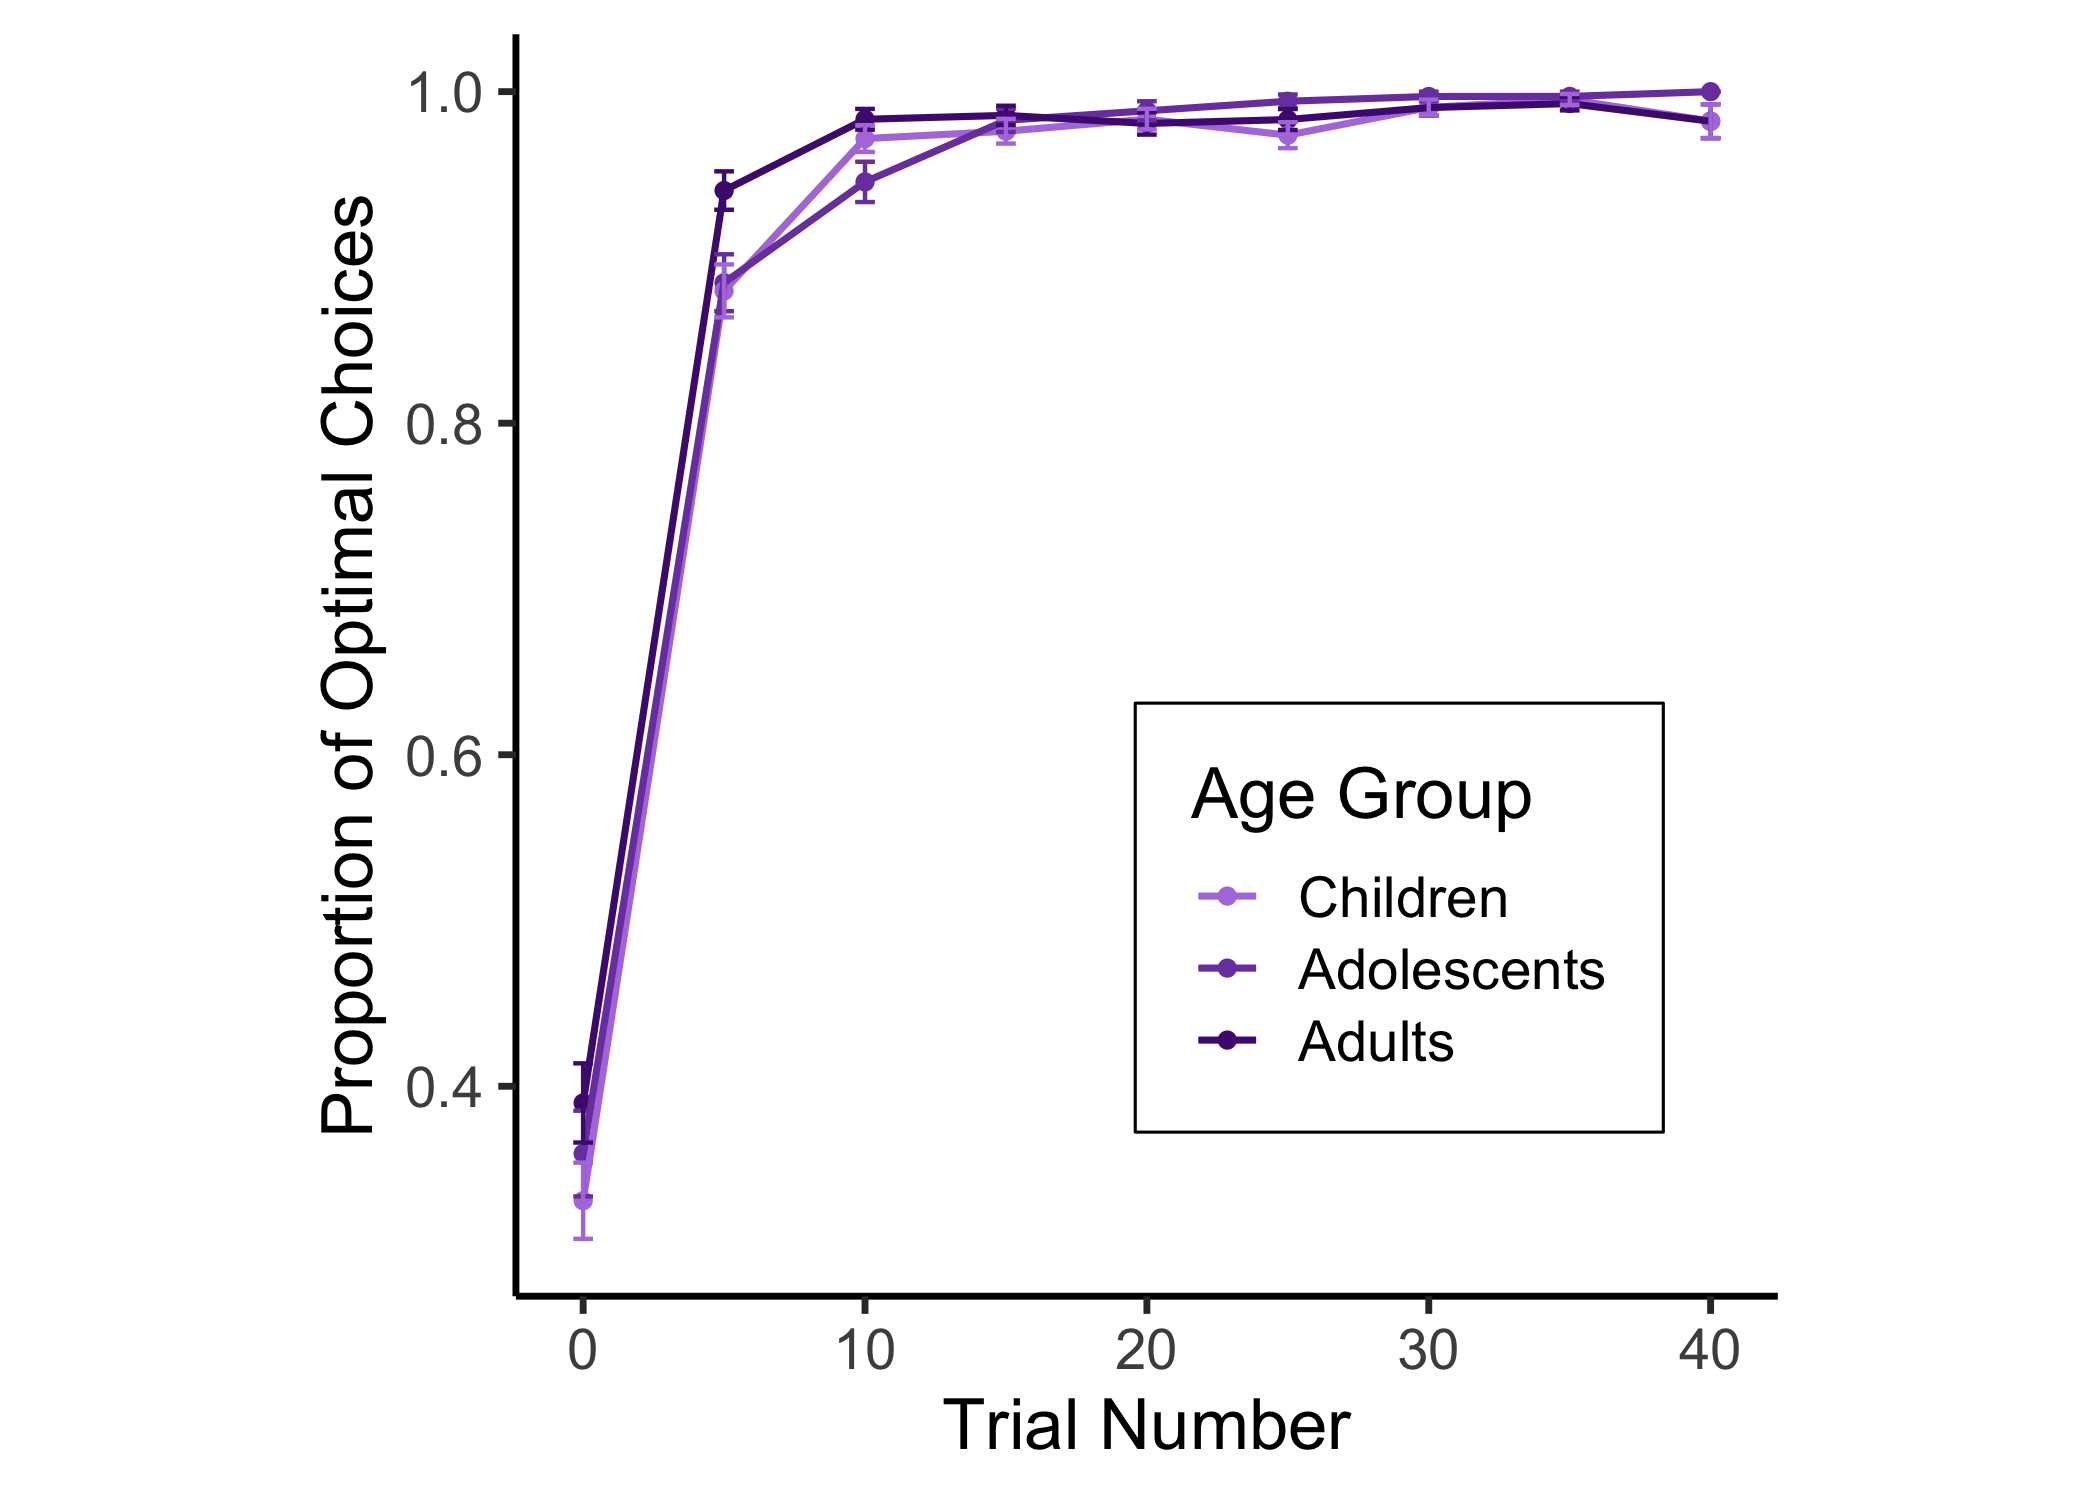 Proportion of Optimal Choices
1.0
0.8
0.6
0.4
Age Group
Children
Adolescents
Adults
0 10 20 30 40
Trial Number